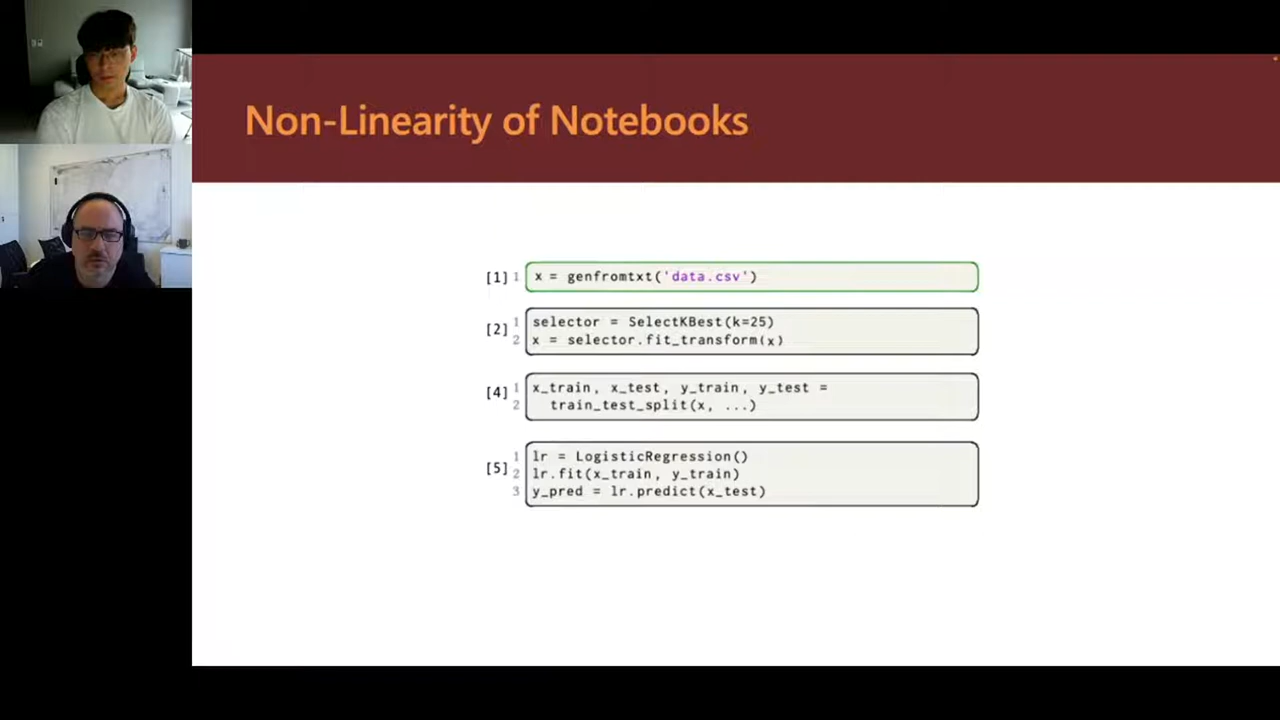 Non-Linearity of Notebooks
[1] 1 x = genfromtxt('data.csv')
[2] 1 selector = SelectKBest(k=25)
2 x = selector.fit_transform(x)
[4] 1 x_train, x_test, y_train, y_test =
2 train_test_split(x, ...)
[5] 1 lr = LogisticRegression()
2 lr.fit(x_train, y_train)
3 y_pred = lr.predict(x_test)